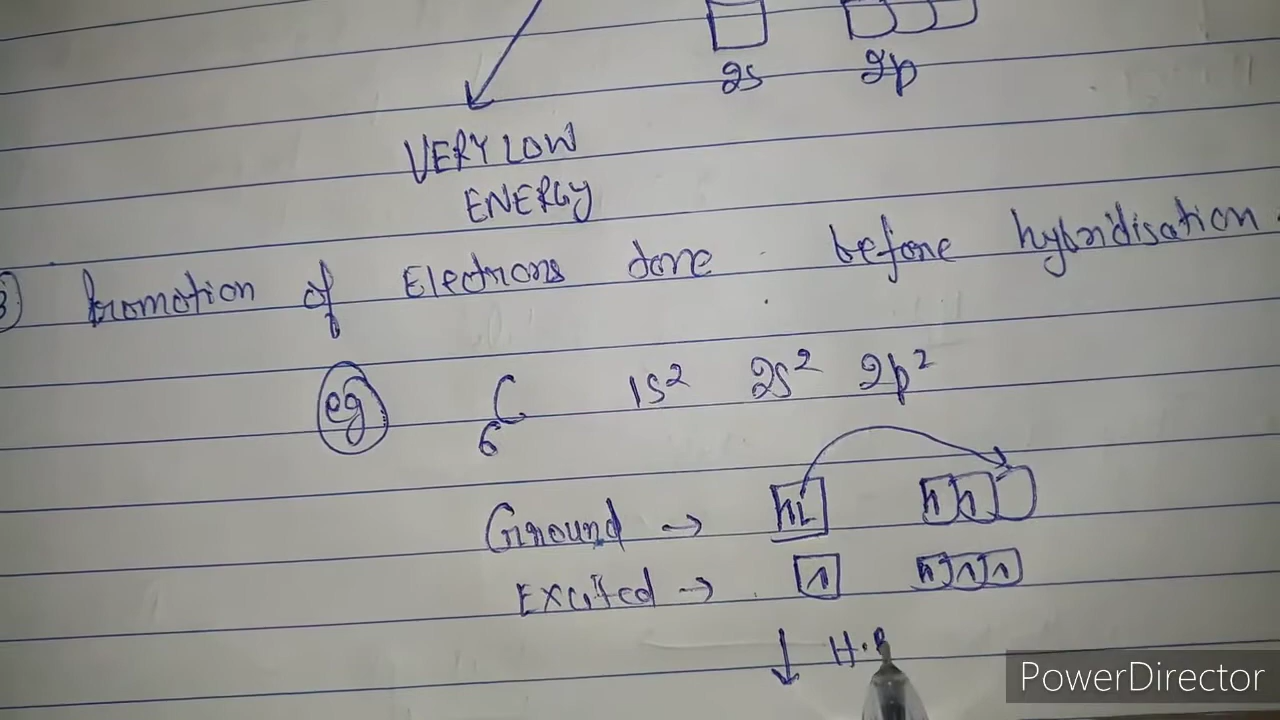 2s 2p
VERY LOW
ENERGY
3) Promotion of Electrons done before hybridisation.
eg 6C 1s² 2s² 2p²
Ground →
Excited →
↓ H.
PowerDirector